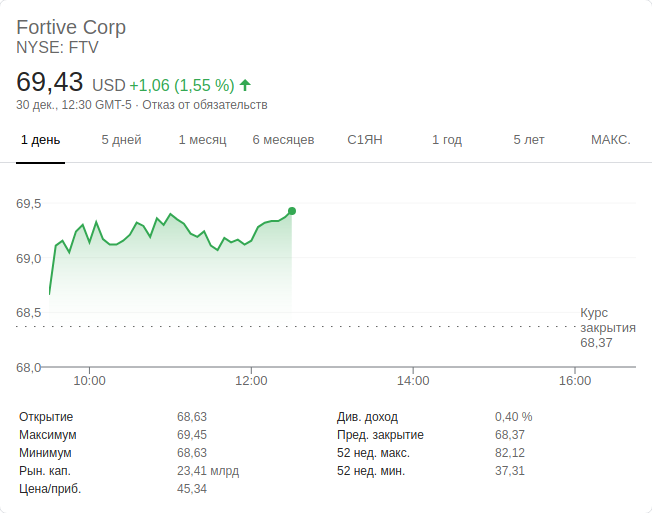 Fortive Corp
NYSE: FTV
69,43 USD +1,06 (1,55 %)
30 дек., 12:30 GMT-5 · Отказ от обязательств
1 день 5 дней 1 месяц 6 месяцев С1ЯН 1 год 5 лет МАКС.
69,5
69,0
68,5
Курс
закрытия
68,37
68,0
10:00 12:00 14:00 16:00
Открытие 68,63 Див. доход 0,40 %
Максимум 69,45 Пред. закрытие 68,37
Минимум 68,63 52 нед. макс. 82,12
Рын. кап. 23,41 млрд 52 нед. мин. 37,31
Цена/приб. 45,34